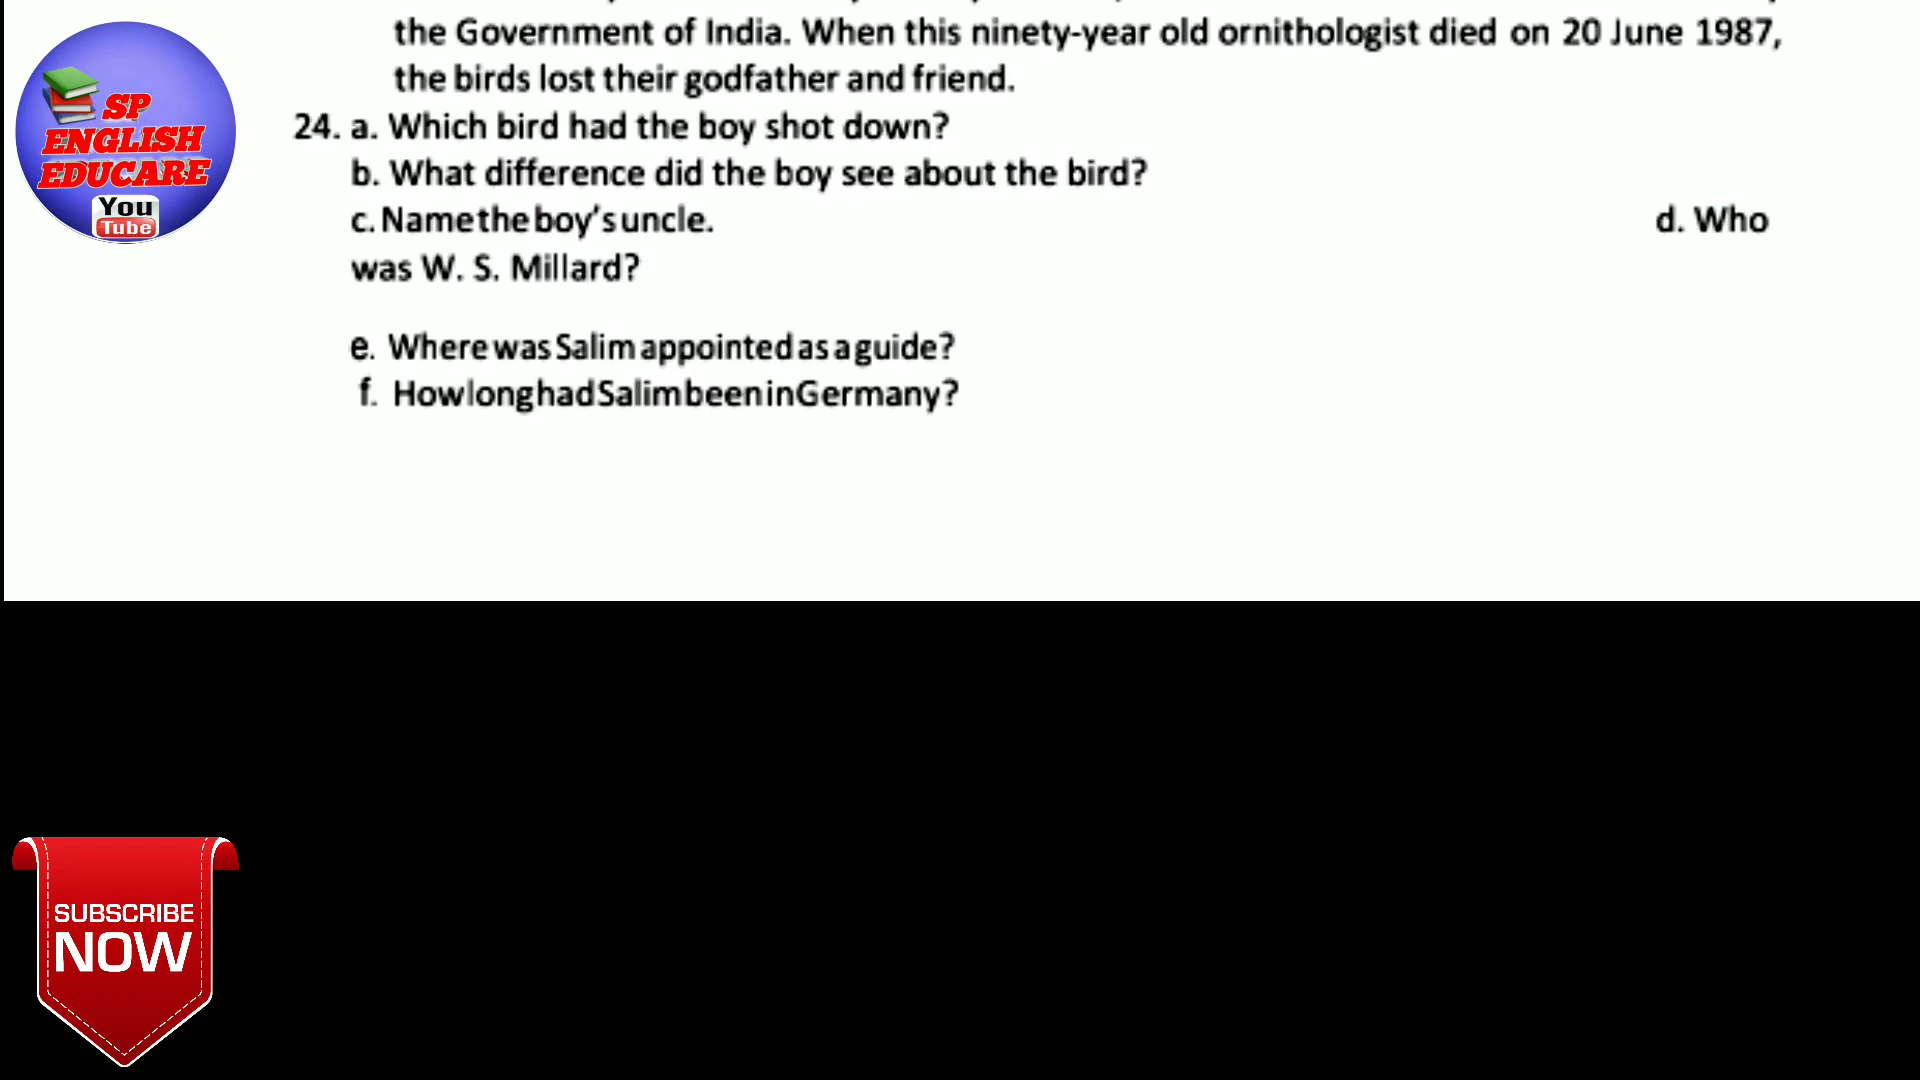 the Government of India. When this ninety-year old ornithologist died on 20 June 1987,
the birds lost their godfather and friend.
24. a. Which bird had the boy shot down?
b. What difference did the boy see about the bird?
c. Name the boy's uncle. d. Who
was W. S. Millard?
e. Where was Salim appointed as a guide?
f. How long had Salim been in Germany?
SP
ENGLISH
EDUCARE
You
Tube
SUBSCRIBE
NOW